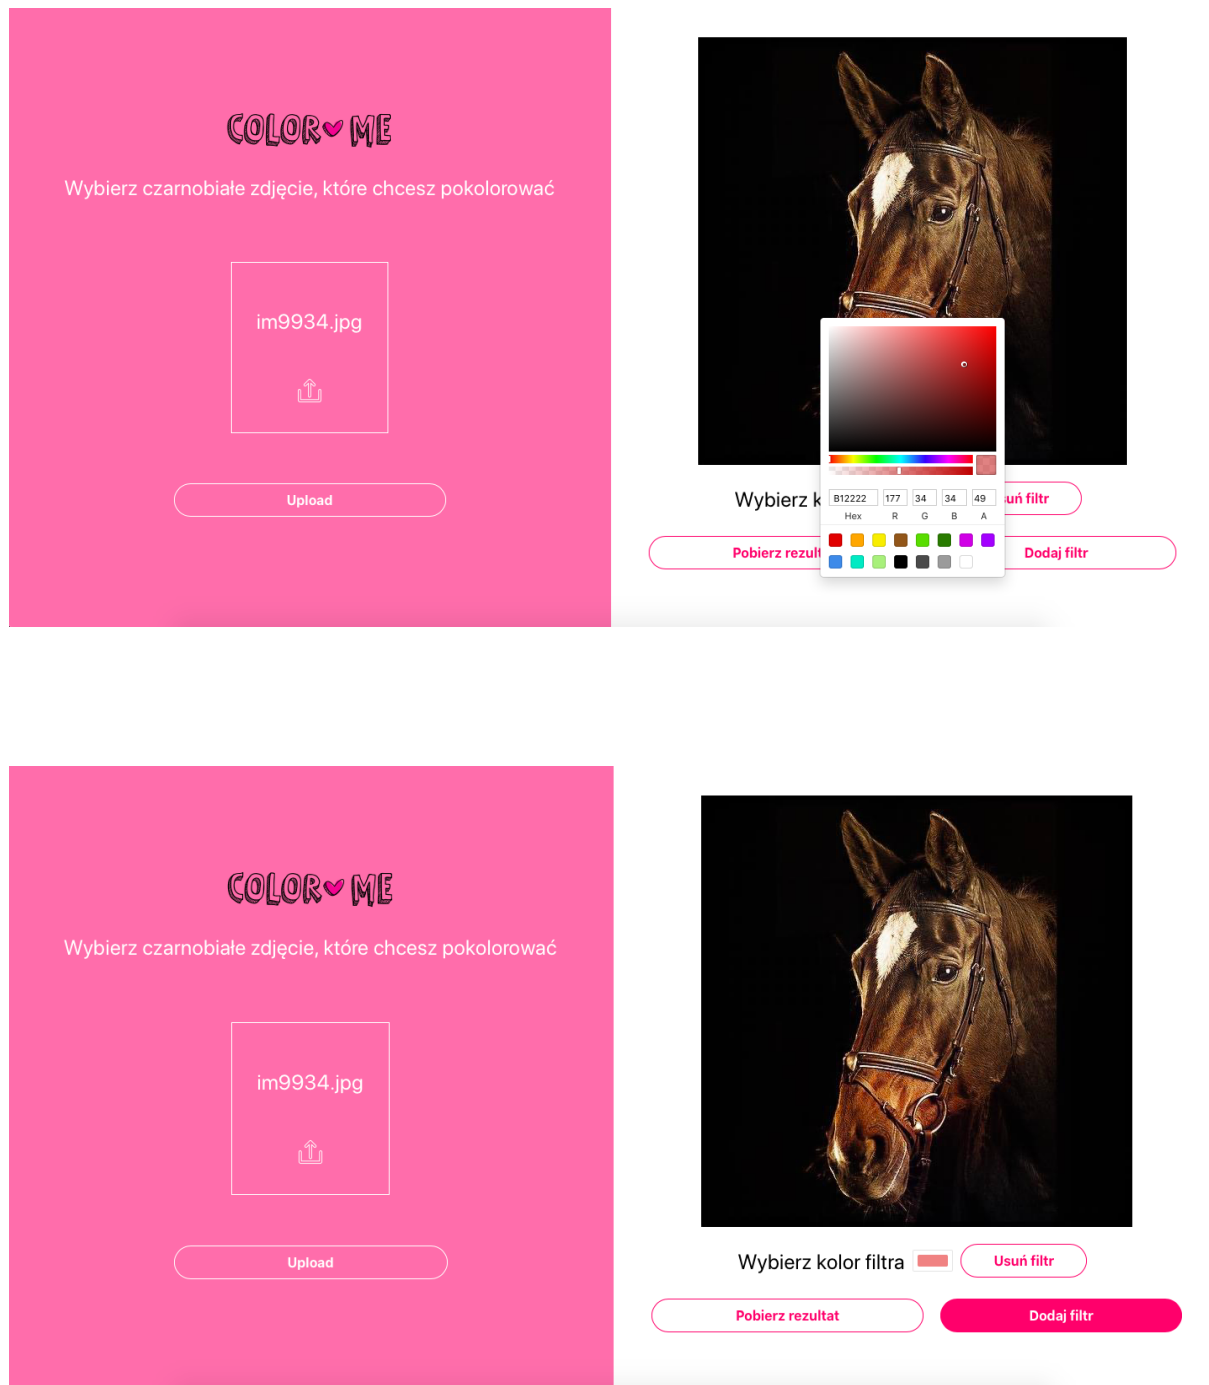 COLOR ME
Wybierz czarnobiałe zdjęcie, które chcesz pokolorować
im9934.jpg
Upload
B12222 177 34 34 49
Hex R G B A
Wybierz k
suń filtr
Pobierz rezult
Dodaj filtr
COLOR ME
Wybierz czarnobiałe zdjęcie, które chcesz pokolorować
im9934.jpg
Upload
Wybierz kolor filtra
Usuń filtr
Pobierz rezultat
Dodaj filtr